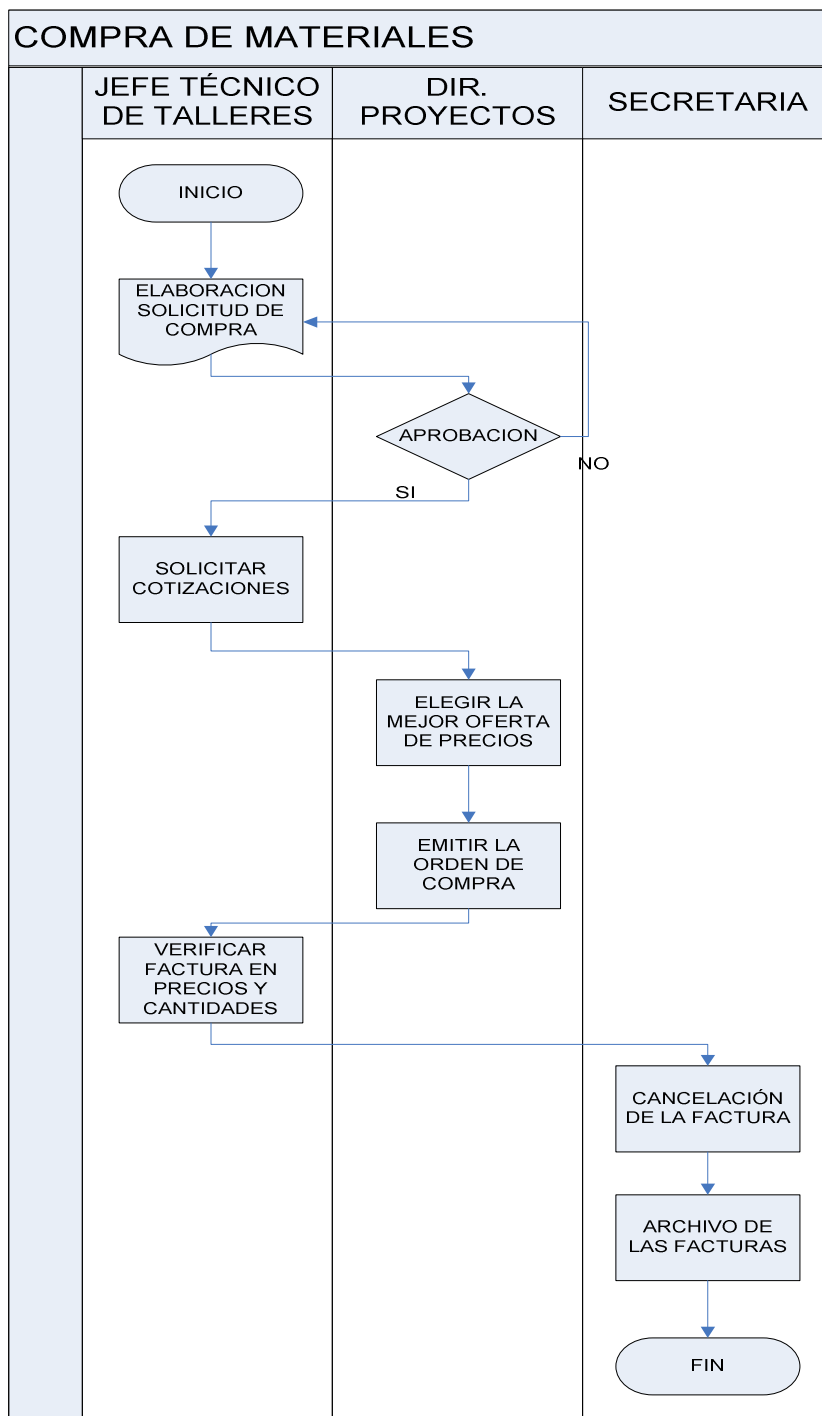 COMPRA DE MATERIALES
JEFE TÉCNICO
DE TALLERES
DIR.
PROYECTOS
SECRETARIA
INICIO
ELABORACION
SOLICITUD DE
COMPRA
APROBACION
NO
SI
SOLICITAR
COTIZACIONES
ELEGIR LA
MEJOR OFERTA
DE PRECIOS
EMITIR LA
ORDEN DE
COMPRA
VERIFICAR
FACTURA EN
PRECIOS Y
CANTIDADES
CANCELACIÓN
DE LA FACTURA
ARCHIVO DE
LAS FACTURAS
FIN